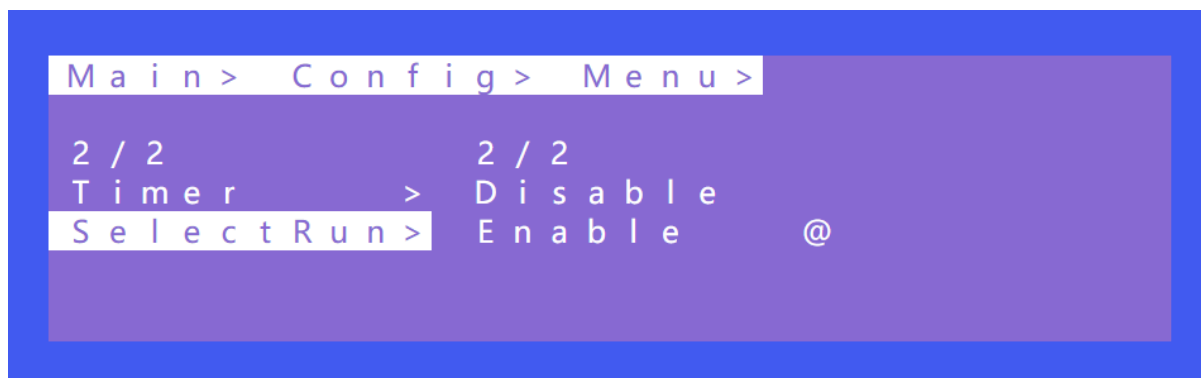 Main> Config> Menu>
2/2 2/2
Timer > Disable
SelectRun> Enable @